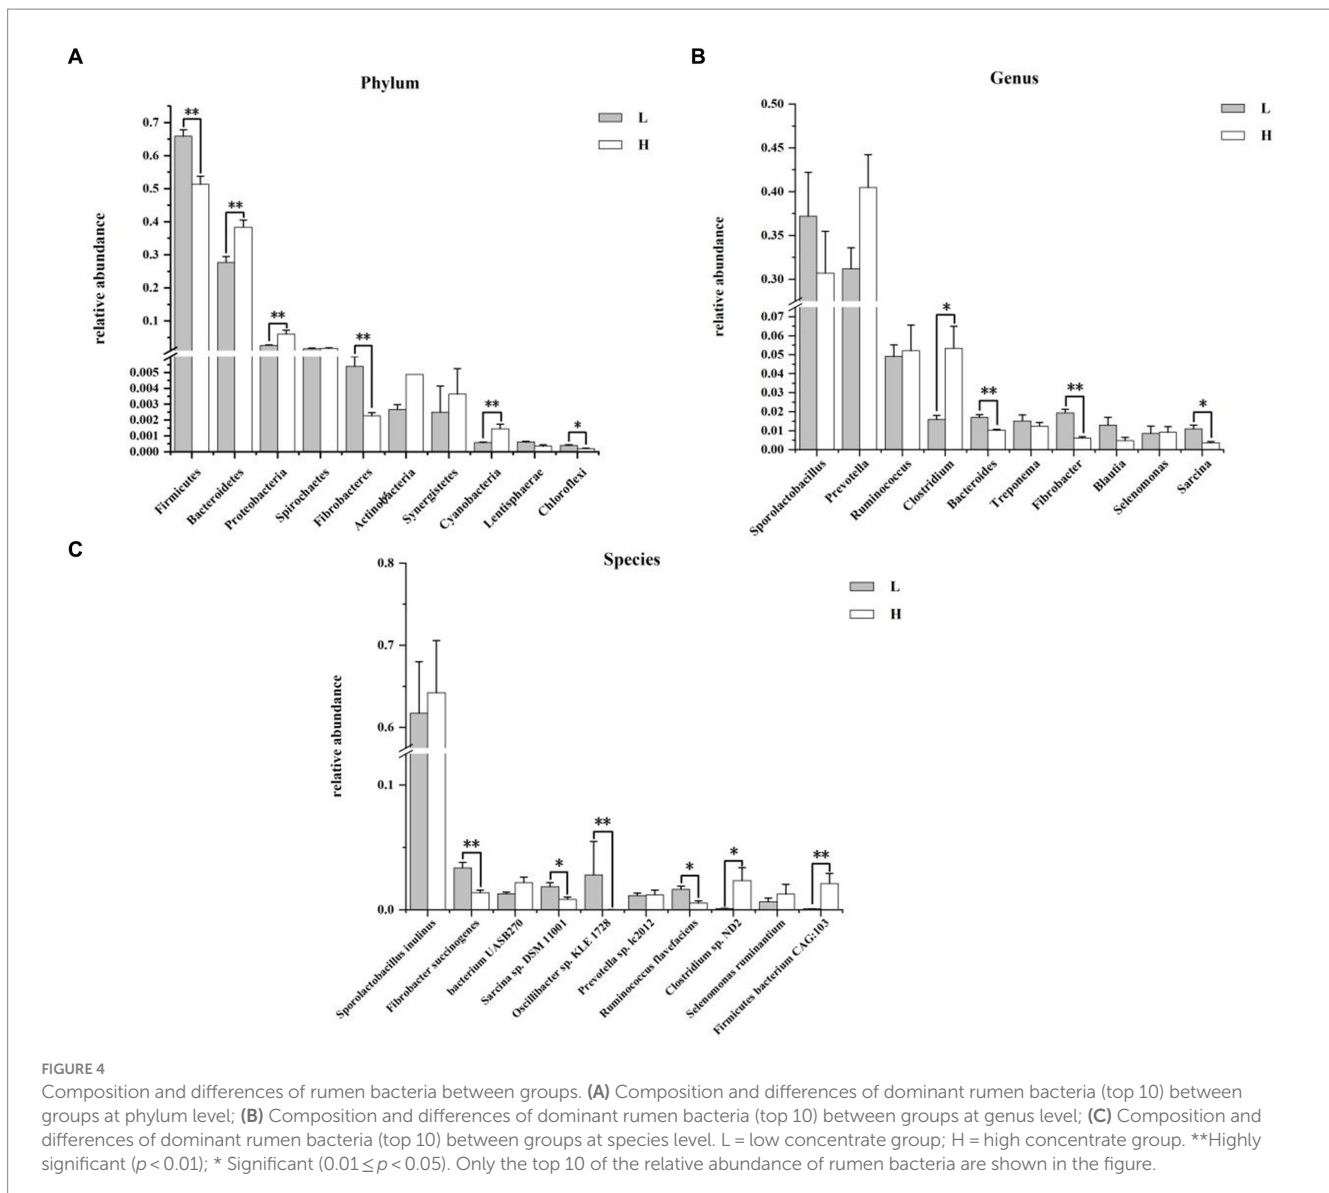 A
Phylum
L
H
relative abundance
0.7
0.6
0.5
0.4
0.3
0.2
0.1
0.005
0.004
0.003
0.002
0.001
0.000
**
**
**
**
**
*
Firmicutes
Bacteroidetes
Proteobacteria
Spirochaetes
Fibrobacteres
Synergistetes
Cyanobacteria
Lentisphaerae
Chloroflexi
B
Genus
L
H
relative abundance
0.50
0.45
0.40
0.35
0.30
0.07
0.06
0.05
0.04
0.03
0.02
0.01
0.00
*
**
**
*
Sporolactobacillus
Prevotella
Ruminococcus
Clostridium
Bacteroides
Treponema
Fibrobacter
Blautia
Selenomonas
Sarcina
C
Species
L
H
relative abundance
0.8
0.7
0.6
0.1
0.0
**
*
**
*
*
**
Sporolactobacillus inulinus
Fibrobacter succinogenes
bacterium UASB270
Sarcina sp. DSM 11001
Oscillibacter sp. KLE 1728
Prevotella sp. lc2012
Ruminococcus flavefaciens
Clostridium sp. ND2
Selenomonas ruminantium
Firmicutes bacterium CAG:103
FIGURE 4
Composition and differences of rumen bacteria between groups. (A) Composition and differences of dominant rumen bacteria (top 10) between
groups at phylum level; (B) Composition and differences of dominant rumen bacteria (top 10) between groups at genus level; (C) Composition and
differences of dominant rumen bacteria (top 10) between groups at species level. L = low concentrate group; H = high concentrate group. **Highly
significant (p < 0.01); * Significant (0.01 ≤ p < 0.05). Only the top 10 of the relative abundance of rumen bacteria are shown in the figure.